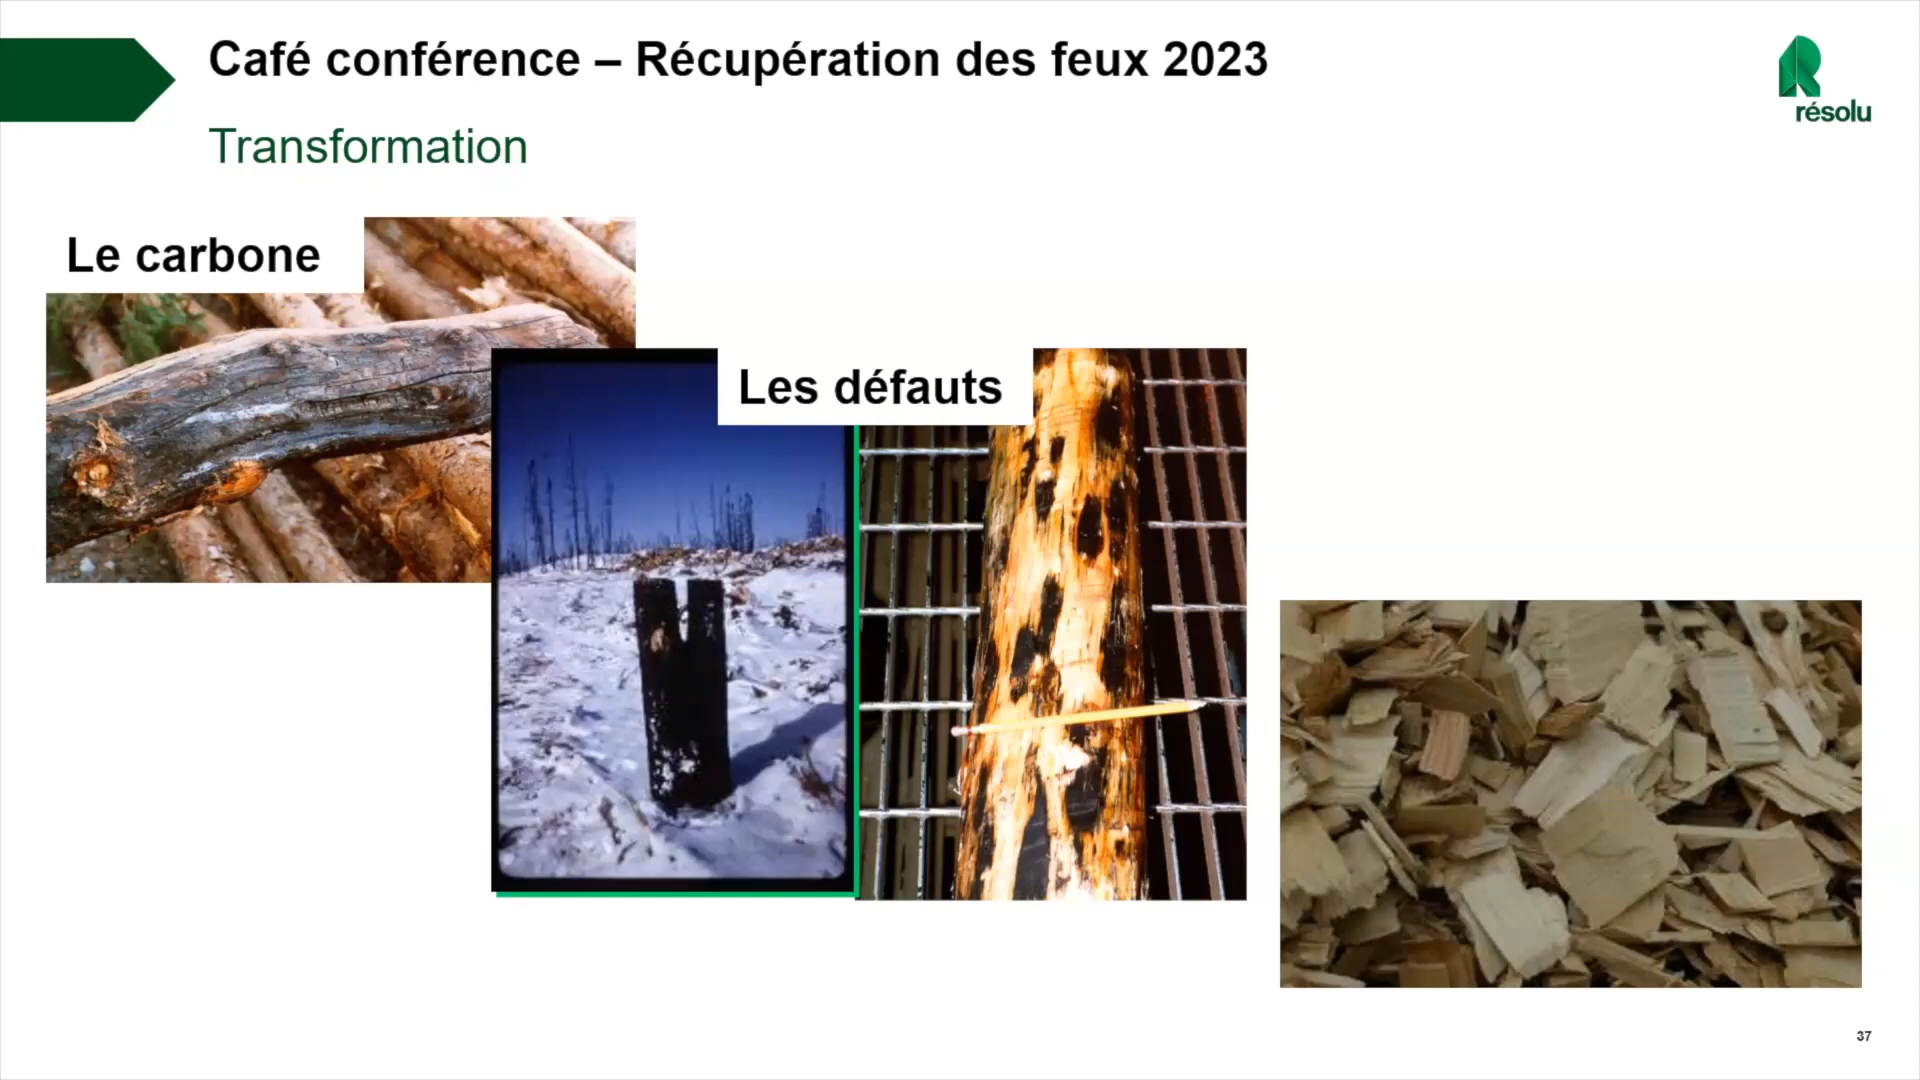 Café conférence – Récupération des feux 2023
résolu
Transformation
Le carbone
Les défauts
37